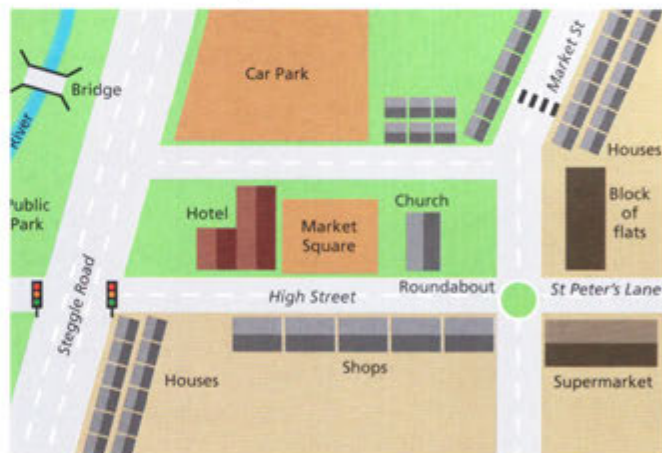 Car Park
Market St
Bridge
River
Houses
Public
Park
Hotel
Market
Square
Church
Block
of
flats
Steggle Road
High Street
Roundabout
St Peter's Lane
Houses
Shops
Supermarket